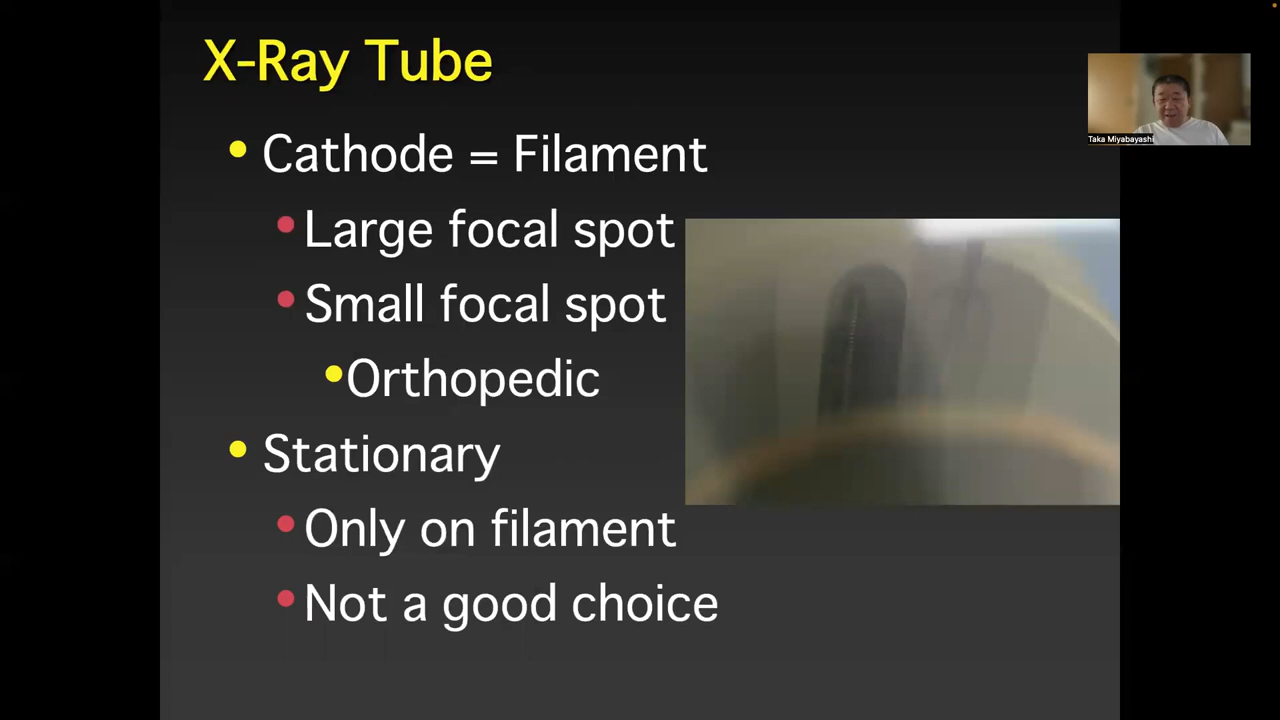 X-Ray Tube
Cathode = Filament
Large focal spot
Small focal spot
Orthopedic
Stationary
Only on filament
Not a good choice
Taka Miyabayashi